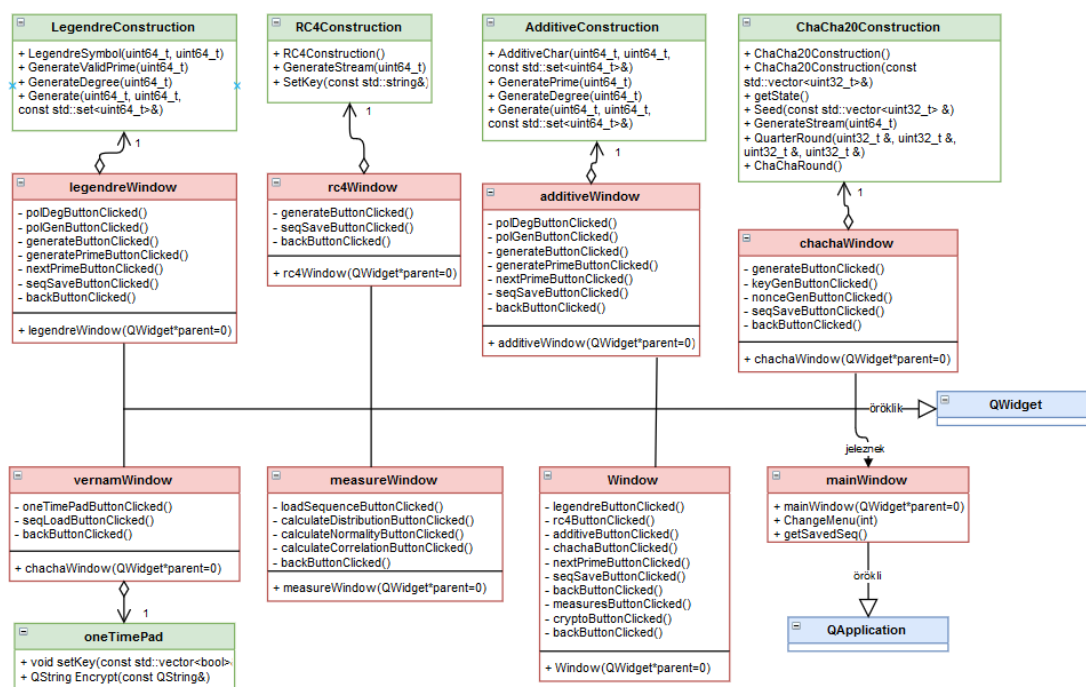 LegendreConstruction
+ LegendreSymbol(uint64_t, uint64_t)
+ GenerateValidPrime(uint64_t)
+ GenerateDegree(uint64_t)
+ Generate(uint64_t, uint64_t,
const std::set<uint64_t>&)
1
RC4Construction
+ RC4Construction()
+ GenerateStream(uint64_t)
+ SetKey(const std::string&)
1
AdditiveConstruction
+ AdditiveChar(uint64_t, uint64_t,
const std::set<uint64_t>&)
+ GeneratePrime(uint64_t)
+ GenerateDegree(uint64_t)
+ Generate(uint64_t, uint64_t,
const std::set<uint64_t>&)
1
ChaCha20Construction
+ ChaCha20Construction()
+ ChaCha20Construction(const
std::vector<uint32_t>&)
+ getState()
+ Seed(const std::vector<uint32_t> &)
+ GenerateStream(uint64_t)
+ QuarterRound(uint32_t &, uint32_t &,
uint32_t &, uint32_t &)
+ ChaChaRound()
1
legendreWindow
- polDegButtonClicked()
- polGenButtonClicked()
- generateButtonClicked()
- generatePrimeButtonClicked()
- nextPrimeButtonClicked()
- seqSaveButtonClicked()
- backButtonClicked()
+ legendreWindow(QWidget*parent=0)
rc4Window
- generateButtonClicked()
- seqSaveButtonClicked()
- backButtonClicked()
+ rc4Window(QWidget*parent=0)
additiveWindow
- polDegButtonClicked()
- polGenButtonClicked()
- generateButtonClicked()
- generatePrimeButtonClicked()
- nextPrimeButtonClicked()
- seqSaveButtonClicked()
- backButtonClicked()
+ additiveWindow(QWidget*parent=0)
chachaWindow
- generateButtonClicked()
- keyGenButtonClicked()
- nonceGenButtonClicked()
- seqSaveButtonClicked()
- backButtonClicked()
+ chachaWindow(QWidget*parent=0)
öröklik
QWidget
jeleznek
vernamWindow
- oneTimePadButtonClicked()
- seqLoadButtonClicked()
- backButtonClicked()
+ chachaWindow(QWidget*parent=0)
1
measureWindow
- loadSequenceButtonClicked()
- calculateDistributionButtonClicked()
- calculateNormalityButtonClicked()
- calculateCorrelationButtonClicked()
- backButtonClicked()
+ measureWindow(QWidget*parent=0)
Window
- legendreButtonClicked()
- rc4ButtonClicked()
- additiveButtonClicked()
- chachaButtonClicked()
- nextPrimeButtonClicked()
- seqSaveButtonClicked()
- backButtonClicked()
- measuresButtonClicked()
- cryptoButtonClicked()
- backButtonClicked()
+ Window(QWidget*parent=0)
mainWindow
+ mainWindow(QWidget*parent=0)
+ ChangeMenu(int)
+ getSavedSeq()
örökli
QApplication
oneTimePad
+ void setKey(const std::vector<bool>
+ QString Encrypt(const QString&)